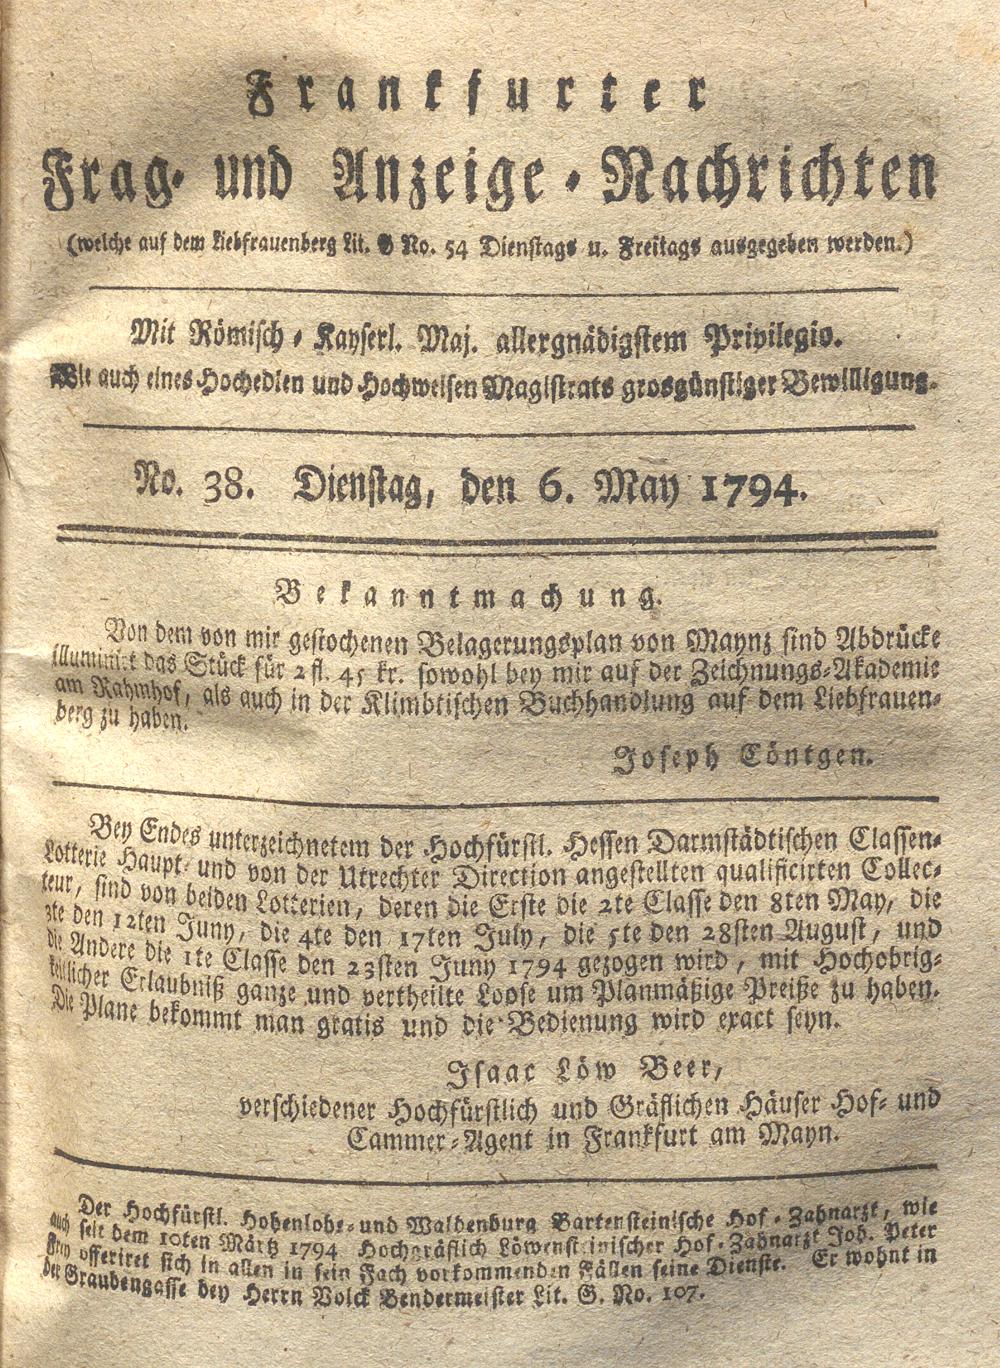 Frankfurter
Frag- und Anzeige-Nachrichten
(welche auf dem Liebfrauenberg Lit. G No. 54 Dienstags u. Freitags ausgegeben werden.)
Mit Römisch-Kayserl. Maj. allergnädigstem Privilegio.
Wie auch eines Hochedlen und Hochweisen Magistrats grosgünstiger Bewilligung.
No. 38. Dienstag, den 6. May 1794.
Bekanntmachung.
Von dem von mir gestochenen Belagerungsplan von Maynz sind Abdrücke
illuminirt das Stück für 2 fl. 45 kr. sowohl bey mir auf der Zeichnungs-Akademie
am Rahmhof, als auch in der Klimbtischen Buchhandlung auf dem Liebfrauen-
berg zu haben.
Joseph Cöntgen.
Bey Endes unterzeichnetem der Hochfürstl. Hessen Darmstädtischen Classen-
Lotterie Haupt- und von der Utrechter Direction angestellten qualificirten Collec-
teur, sind von beiden Lotterien, deren die Erste die 2te Classe den 8ten May, die
3te den 12ten Juny, die 4te den 17ten July, die 5te den 28sten August, und
die Andere die 1te Classe den 23sten Juny 1794 gezogen wird, mit Hochobrig-
keitlicher Erlaubniß ganze und vertheilte Loose um Planmäßige Preiße zu haben.
Die Plane bekommt man gratis und die Bedienung wird exact seyn.
Isaac Löw Beer,
verschiedener Hochfürstlich und Gräflichen Häuser Hof- und
Cammer-Agent in Frankfurt am Mayn.
Der Hochfürstl. Hohenlohe-und Waldenburg Bartensteinische Hof-Zahnarzt, wie
auch seit dem 10ten Märtz 1794 Hochgräflich Löwensteinischer Hof-Zahnarzt Joh. Peter
Frey offeriret sich in allen in sein Fach vorkommenden Fällen seine Dienste. Er wohnt in
der Graubengasse bey Herrn Volck Bendermeister Lit. G. No. 107.